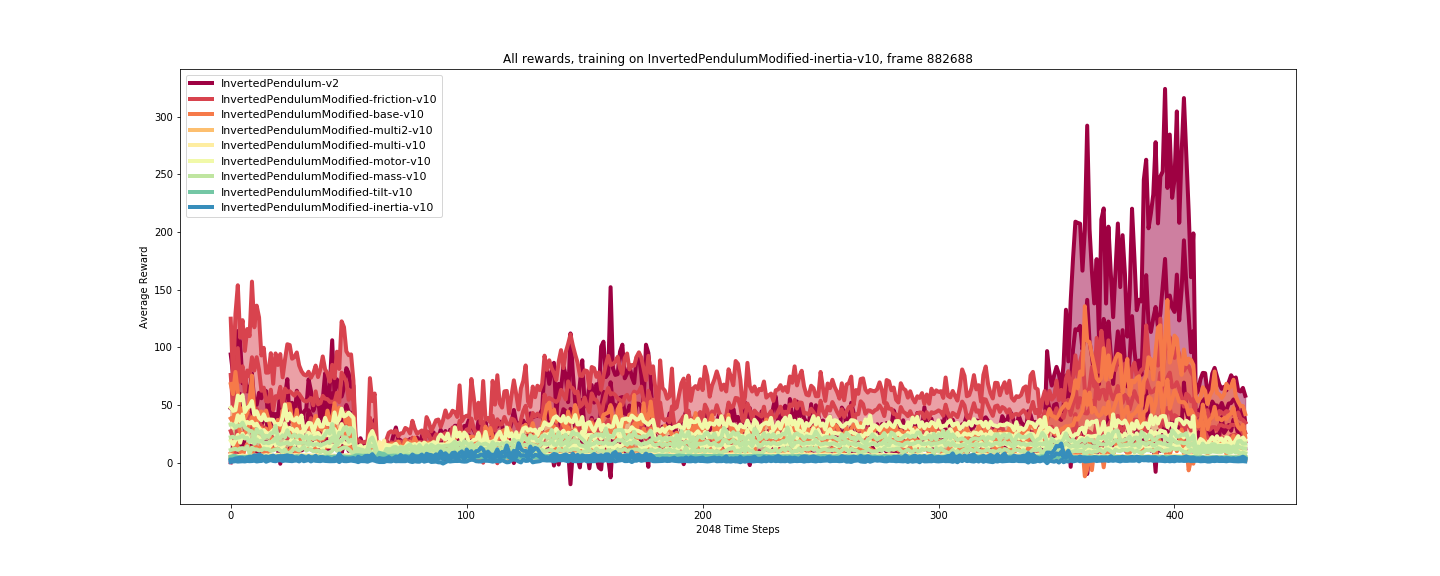 All rewards, training on InvertedPendulumModified-inertia-v10, frame 882688
InvertedPendulum-v2
InvertedPendulumModified-friction-v10
InvertedPendulumModified-base-v10
InvertedPendulumModified-multi2-v10
InvertedPendulumModified-multi-v10
InvertedPendulumModified-motor-v10
InvertedPendulumModified-mass-v10
InvertedPendulumModified-tilt-v10
InvertedPendulumModified-inertia-v10
Average Reward
300
250
200
150
100
50
0
0 100 200 300 400
2048 Time Steps